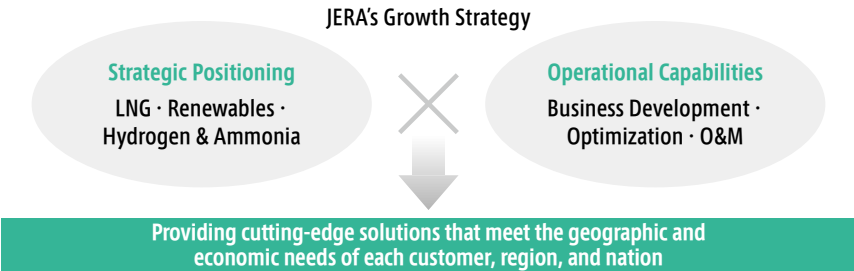 JERA’s Growth Strategy
Strategic Positioning
LNG · Renewables ·
Hydrogen & Ammonia
Operational Capabilities
Business Development ·
Optimization · O&M
Providing cutting-edge solutions that meet the geographic and
economic needs of each customer, region, and nation